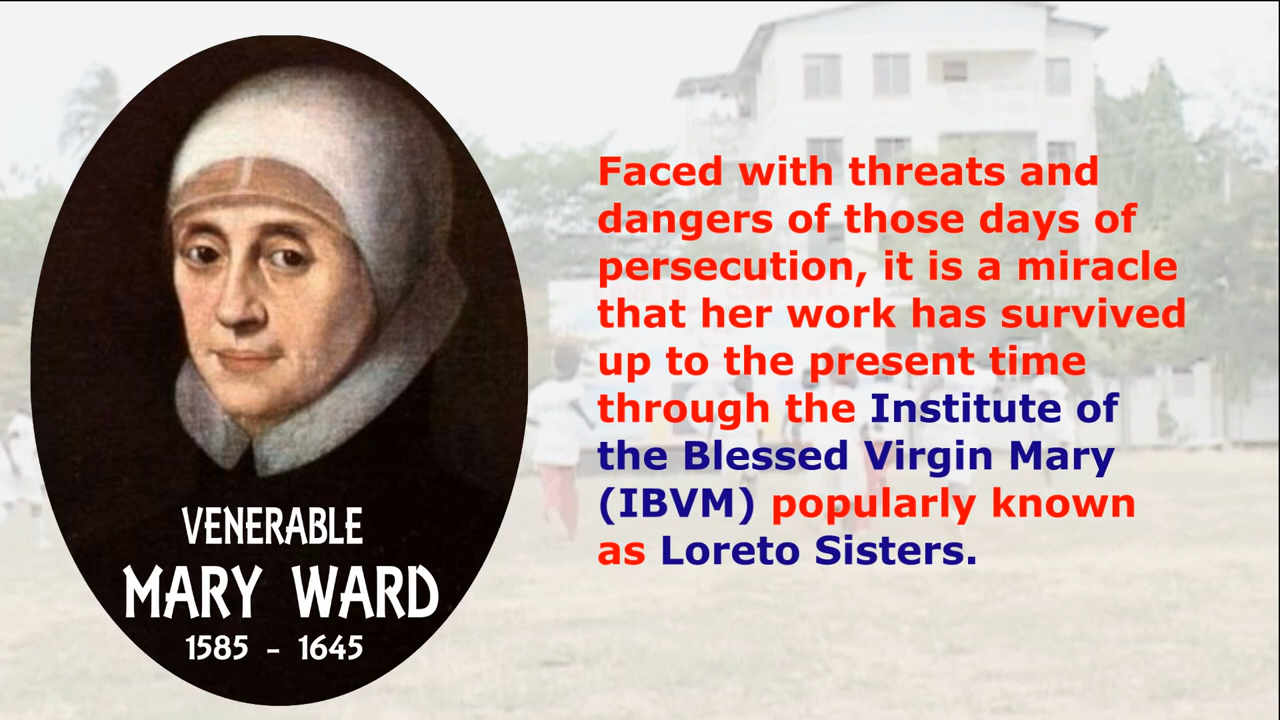 VENERABLE
MARY WARD
1585 - 1645
Faced with threats and
dangers of those days of
persecution, it is a miracle
that her work has survived
up to the present time
through the Institute of
the Blessed Virgin Mary
(IBVM) popularly known
as Loreto Sisters.